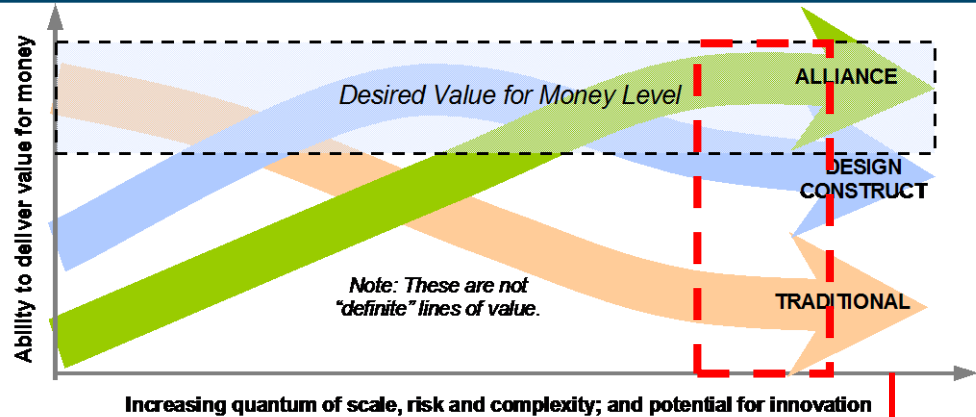 Ability to deliver value for money
Desired Value for Money Level
ALLIANCE
DESIGN
CONSTRUCT
Note: These are not
"definite" lines of value.
TRADITIONAL
Increasing quantum of scale, risk and complexity; and potential for innovation